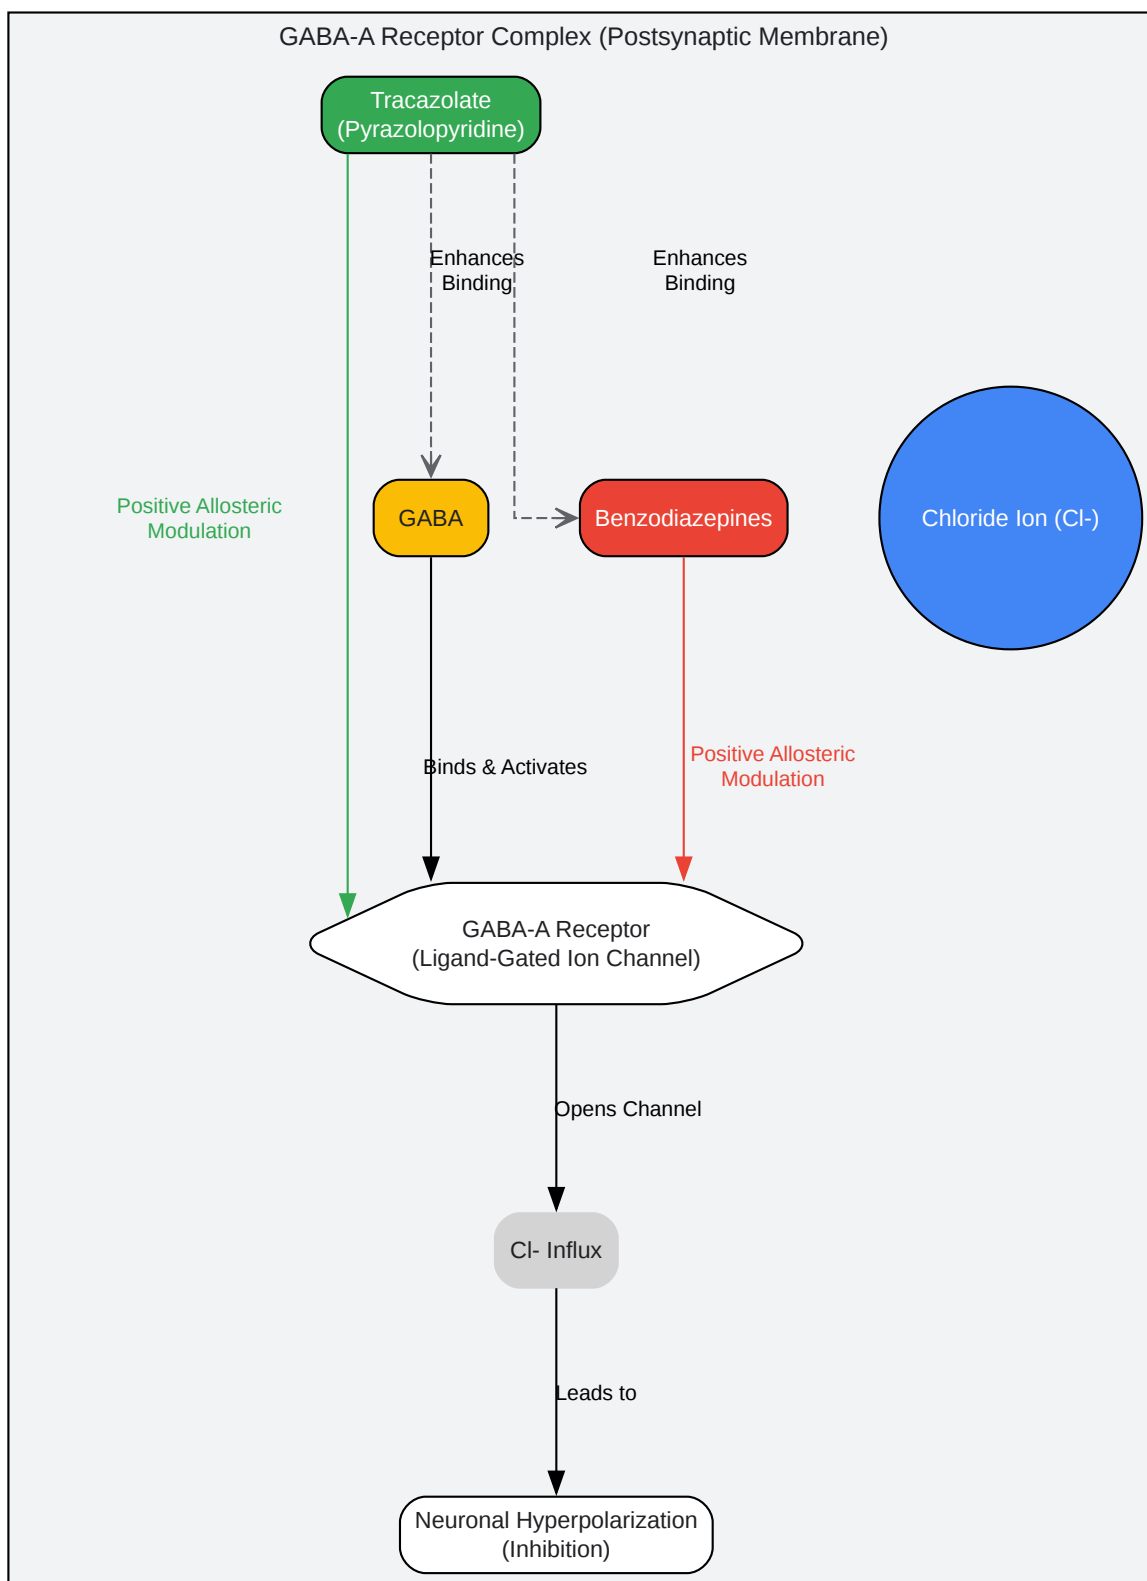 GABA-A Receptor Complex (Postsynaptic Membrane)
Tracazolate
(Pyrazolopyridine)
Enhances
Binding
Enhances
Binding
Positive Allosteric
Modulation
GABA
Benzodiazepines
Chloride Ion (Cl-)
Binds & Activates
Positive Allosteric
Modulation
GABA-A Receptor
(Ligand-Gated Ion Channel)
Opens Channel
Cl- Influx
Leads to
Neuronal Hyperpolarization
(Inhibition)